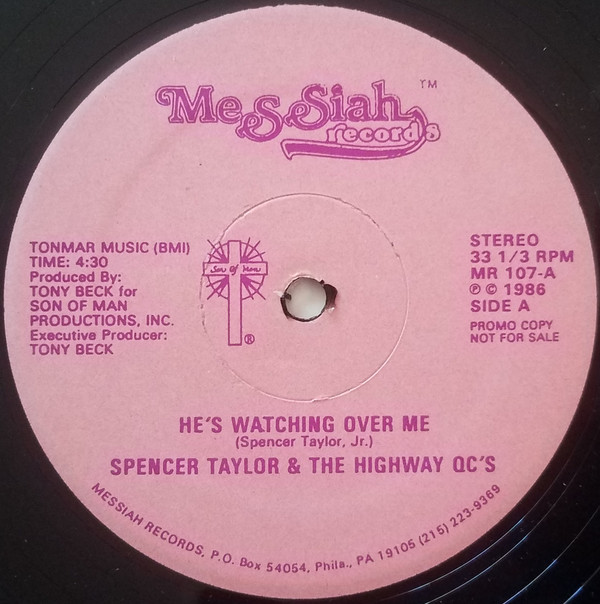 MeSSiah ™
records
TONMAR MUSIC (BMI)
TIME: 4:30
Produced By:
TONY BECK for
SON OF MAN
PRODUCTIONS, INC.
Executive Producer:
TONY BECK
Son Of Man
®
STEREO
33 1/3 RPM
MR 107-A
℗ © 1986
SIDE A
PROMO COPY
NOT FOR SALE
HE'S WATCHING OVER ME
(Spencer Taylor, Jr.)
SPENCER TAYLOR & THE HIGHWAY QC'S
MESSIAH RECORDS, P.O. Box 54054, Phila., PA 19105 (215) 223-9369